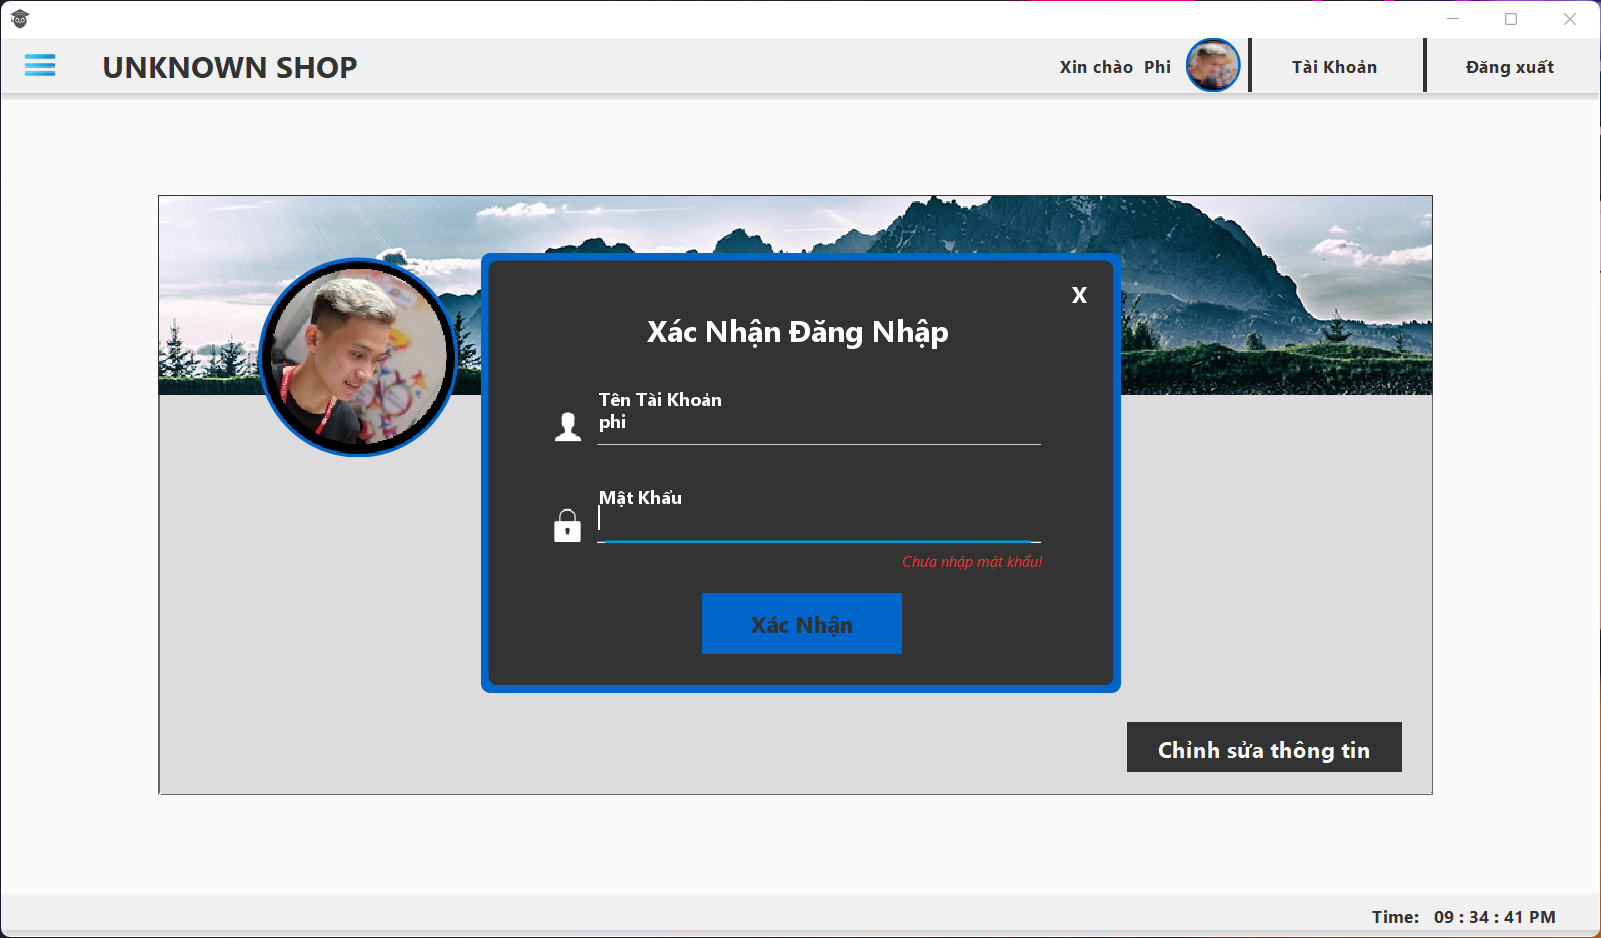 UNKNOWN SHOP
Xin chào Phi
Tài Khoản
Đăng xuất
X
Xác Nhận Đăng Nhập
Tên Tài Khoản
phi
Mật Khẩu
Chưa nhập mật khẩu!
Xác Nhận
Chỉnh sửa thông tin
Time: 09 : 34 : 41 PM